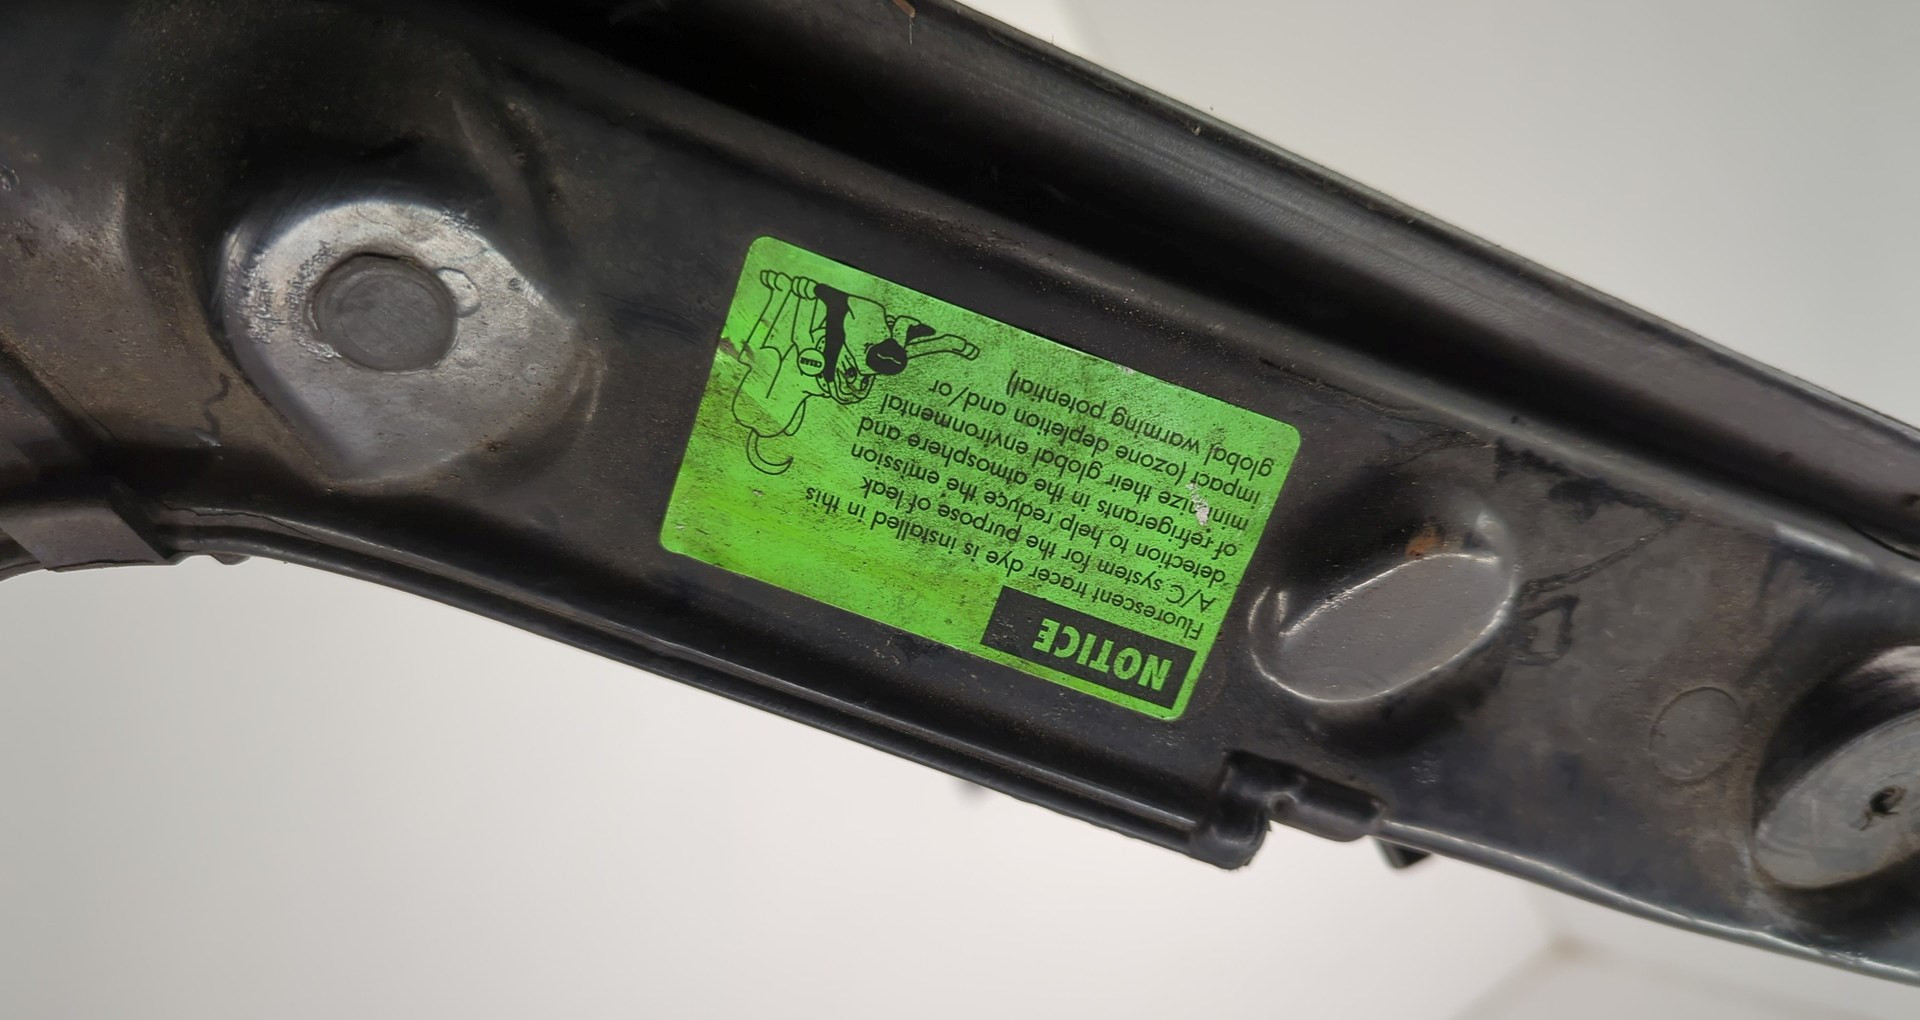 NOTICE
Fluorescent tracer dye is installed in this
A/C system for the purpose of leak
detection to help reduce the emission
of refrigerants in the atmosphere and
minimize their global environmental
impact (ozone depletion and/or
global warming potential)